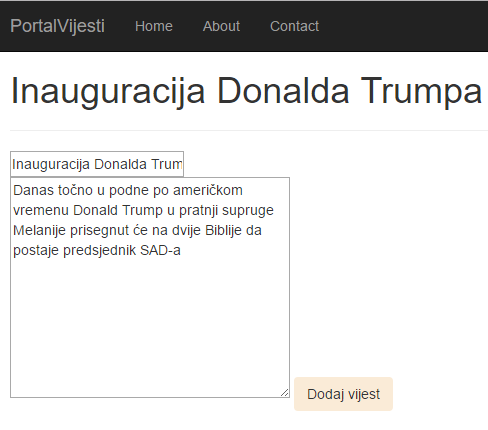 PortalVijesti Home About Contact
Inauguracija Donalda Trumpa
Inauguracija Donalda Trum
Danas točno u podne po američkom
vremenu Donald Trump u pratnji supruge
Melanije prisegnut će na dvije Biblije da
postaje predsjednik SAD-a
Dodaj vijest